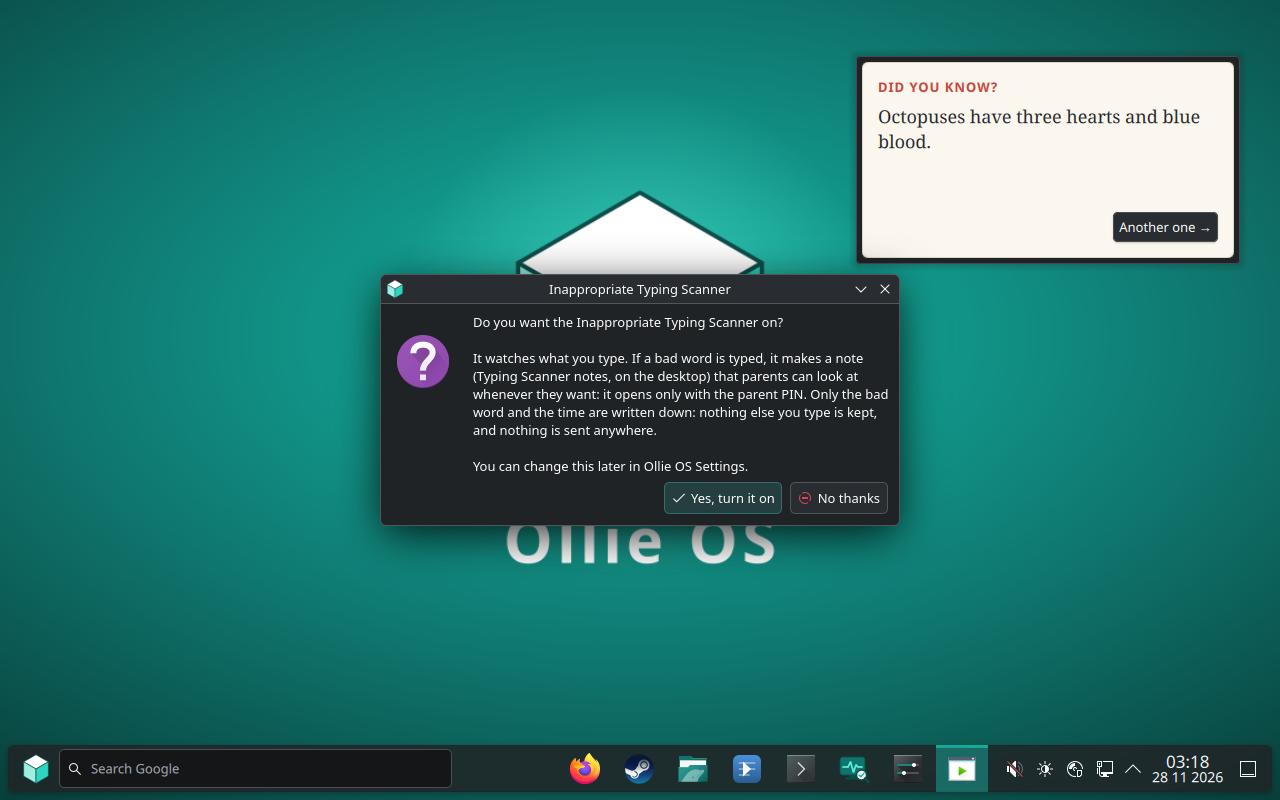 DID YOU KNOW?
Octopuses have three hearts and blue
blood.
Another one →
Inappropriate Typing Scanner
Do you want the Inappropriate Typing Scanner on?
It watches what you type. If a bad word is typed, it makes a note
(Typing Scanner notes, on the desktop) that parents can look at
whenever they want: it opens only with the parent PIN. Only the bad
word and the time are written down: nothing else you type is kept,
and nothing is sent anywhere.
You can change this later in Ollie OS Settings.
Yes, turn it on
No thanks
Ollie OS
Search Google
03:18
28 11 2026